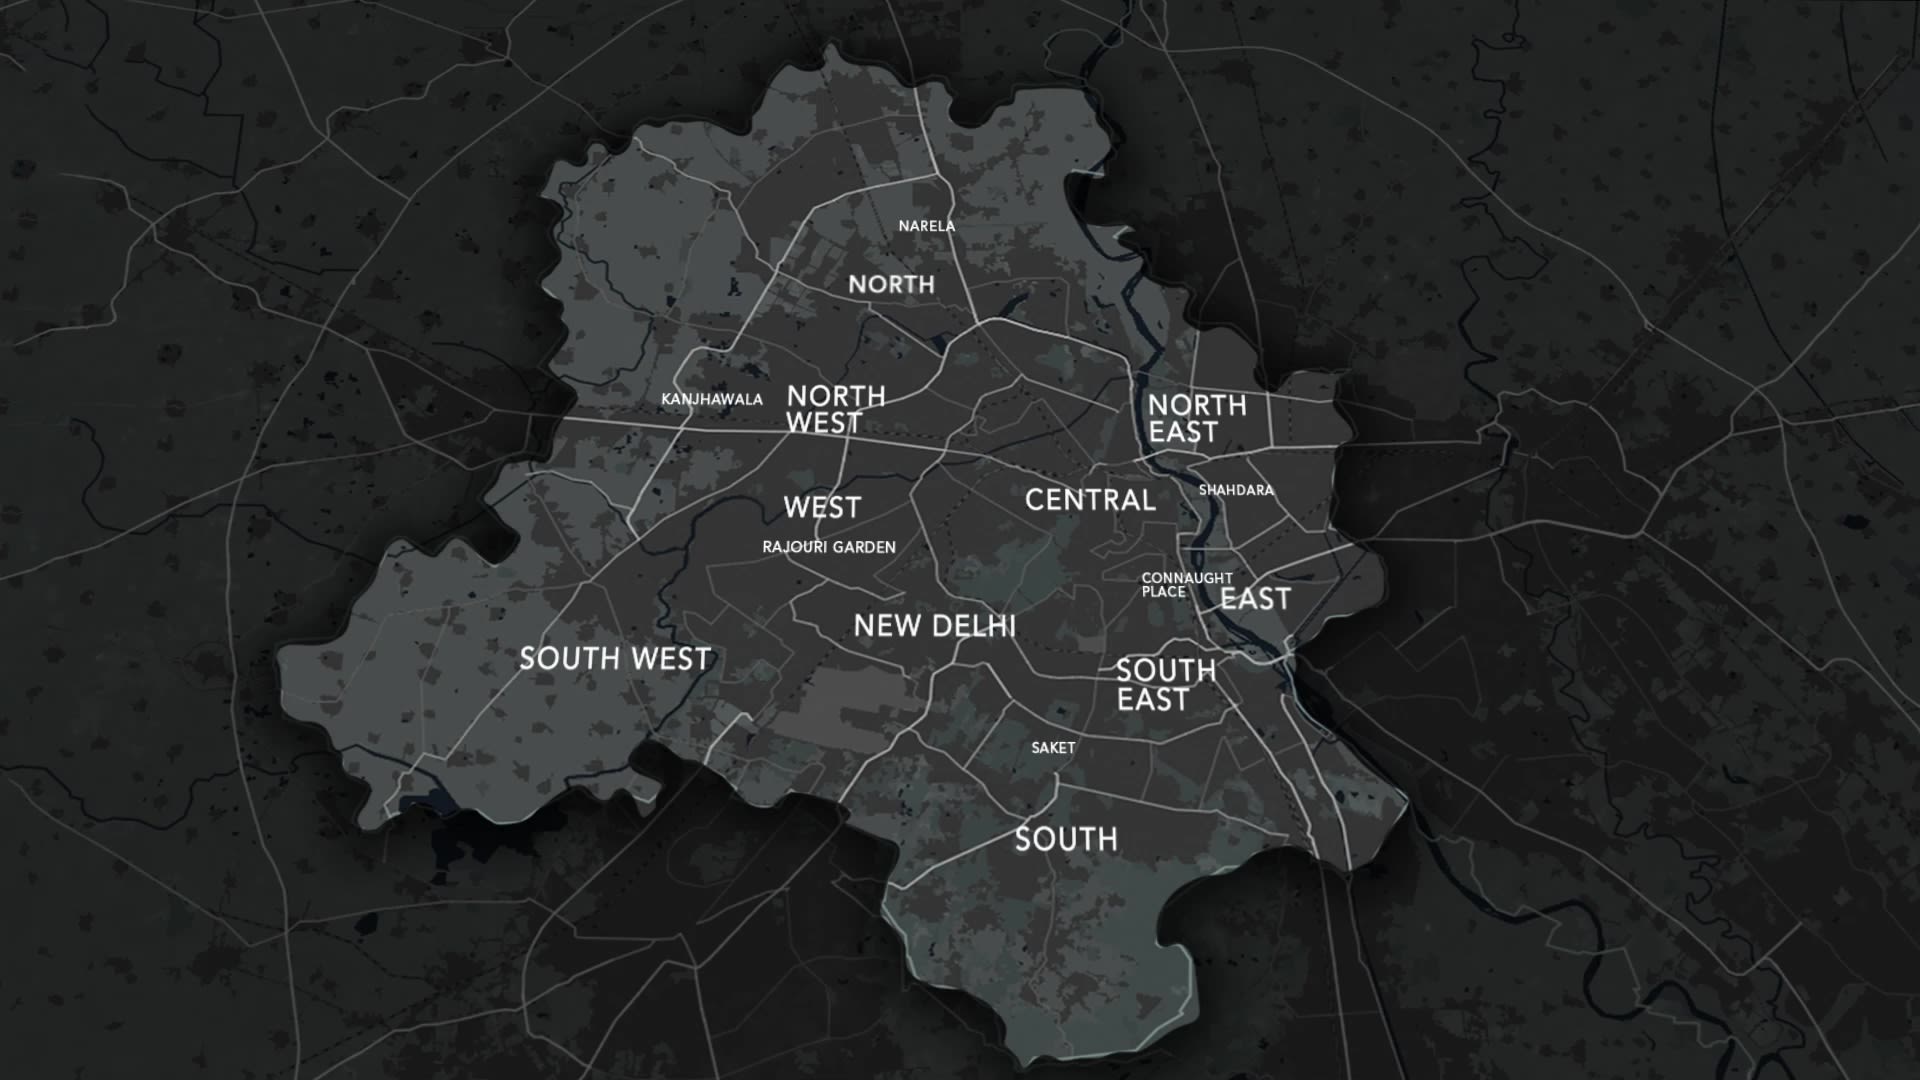 NARELA
NORTH
KANJHAWALA
NORTH
WEST
NORTH
EAST
SHAHDARA
CENTRAL
WEST
RAJOURI GARDEN
CONNAUGHT
PLACE
EAST
NEW DELHI
SOUTH WEST
SOUTH
EAST
SAKET
SOUTH